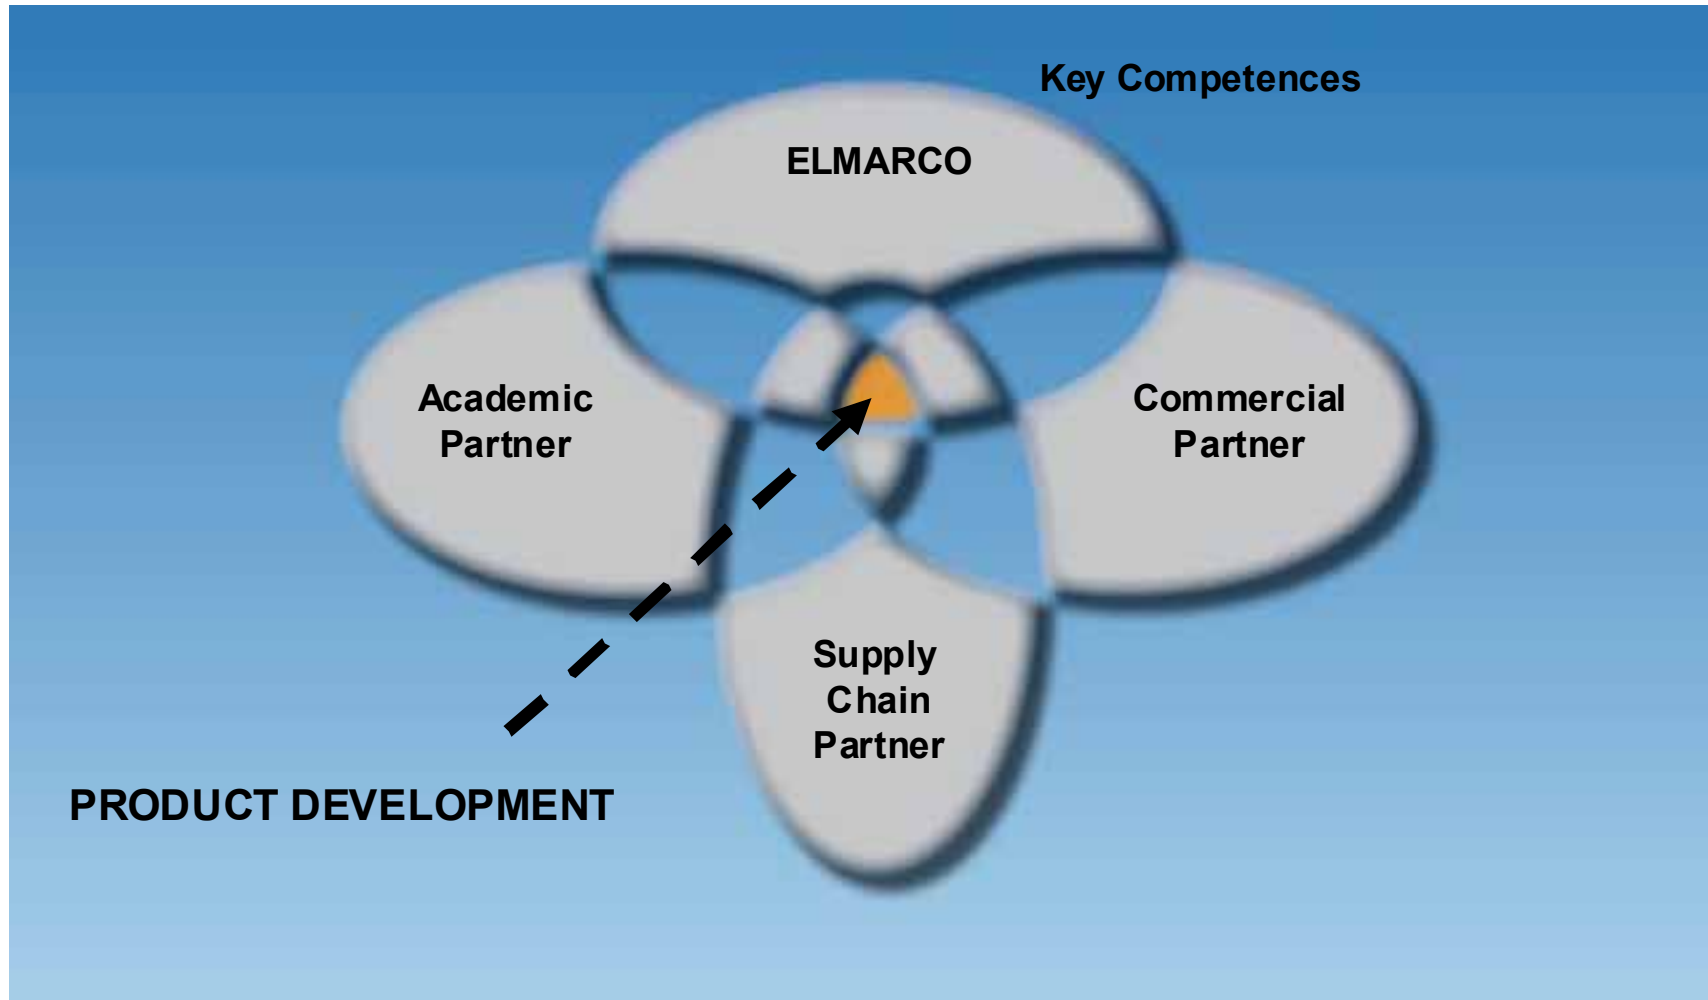 Key Competences
ELMARCO
Academic
Partner
Commercial
Partner
Supply
Chain
Partner
PRODUCT DEVELOPMENT